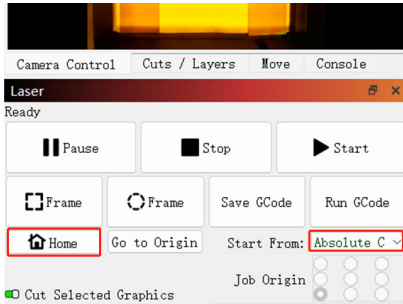 Camera Control Cuts / Layers Move Console
Laser
Ready
Pause Stop Start
Frame Frame Save GCode Run GCode
Home Go to Origin Start From: Absolute C
Job Origin
Cut Selected Graphics